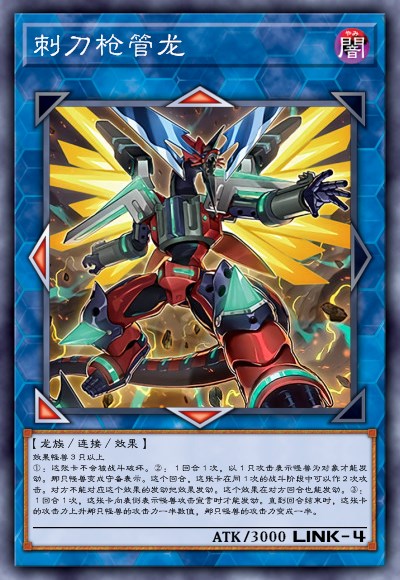 刺刀枪管龙
やみ
闇
【龙族/连接/效果】
效果怪兽3只以上
①：这张卡不会被战斗破坏。②：1回合1次，以1只攻击表示怪兽为对象才能发
动。那只怪兽变成守备表示。这个回合，这张卡在同1次的战斗阶段中可以作2次攻
击。对方不能对应这个效果的发动把效果发动。这个效果在对方回合也能发动。③：1
回合1次，这张卡向表侧表示怪兽攻击宣言时才能发动。直到回合结束时，这张卡
的攻击力上升那只怪兽的攻击力一半数值，那只怪兽的攻击力变成一半。
ATK/3000 LINK-4